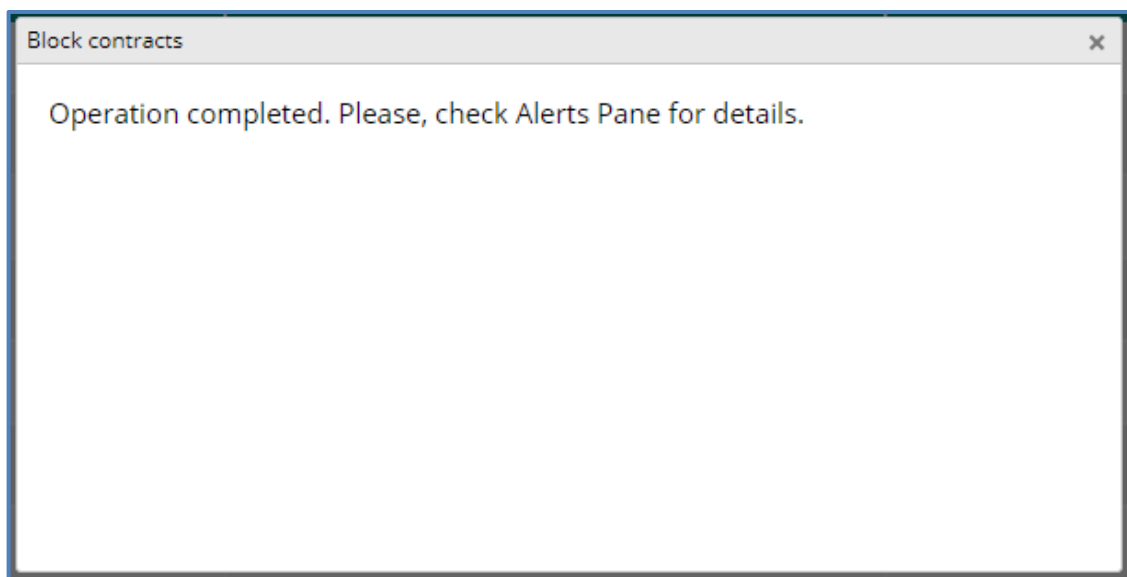 Block contracts
Operation completed. Please, check Alerts Pane for details.